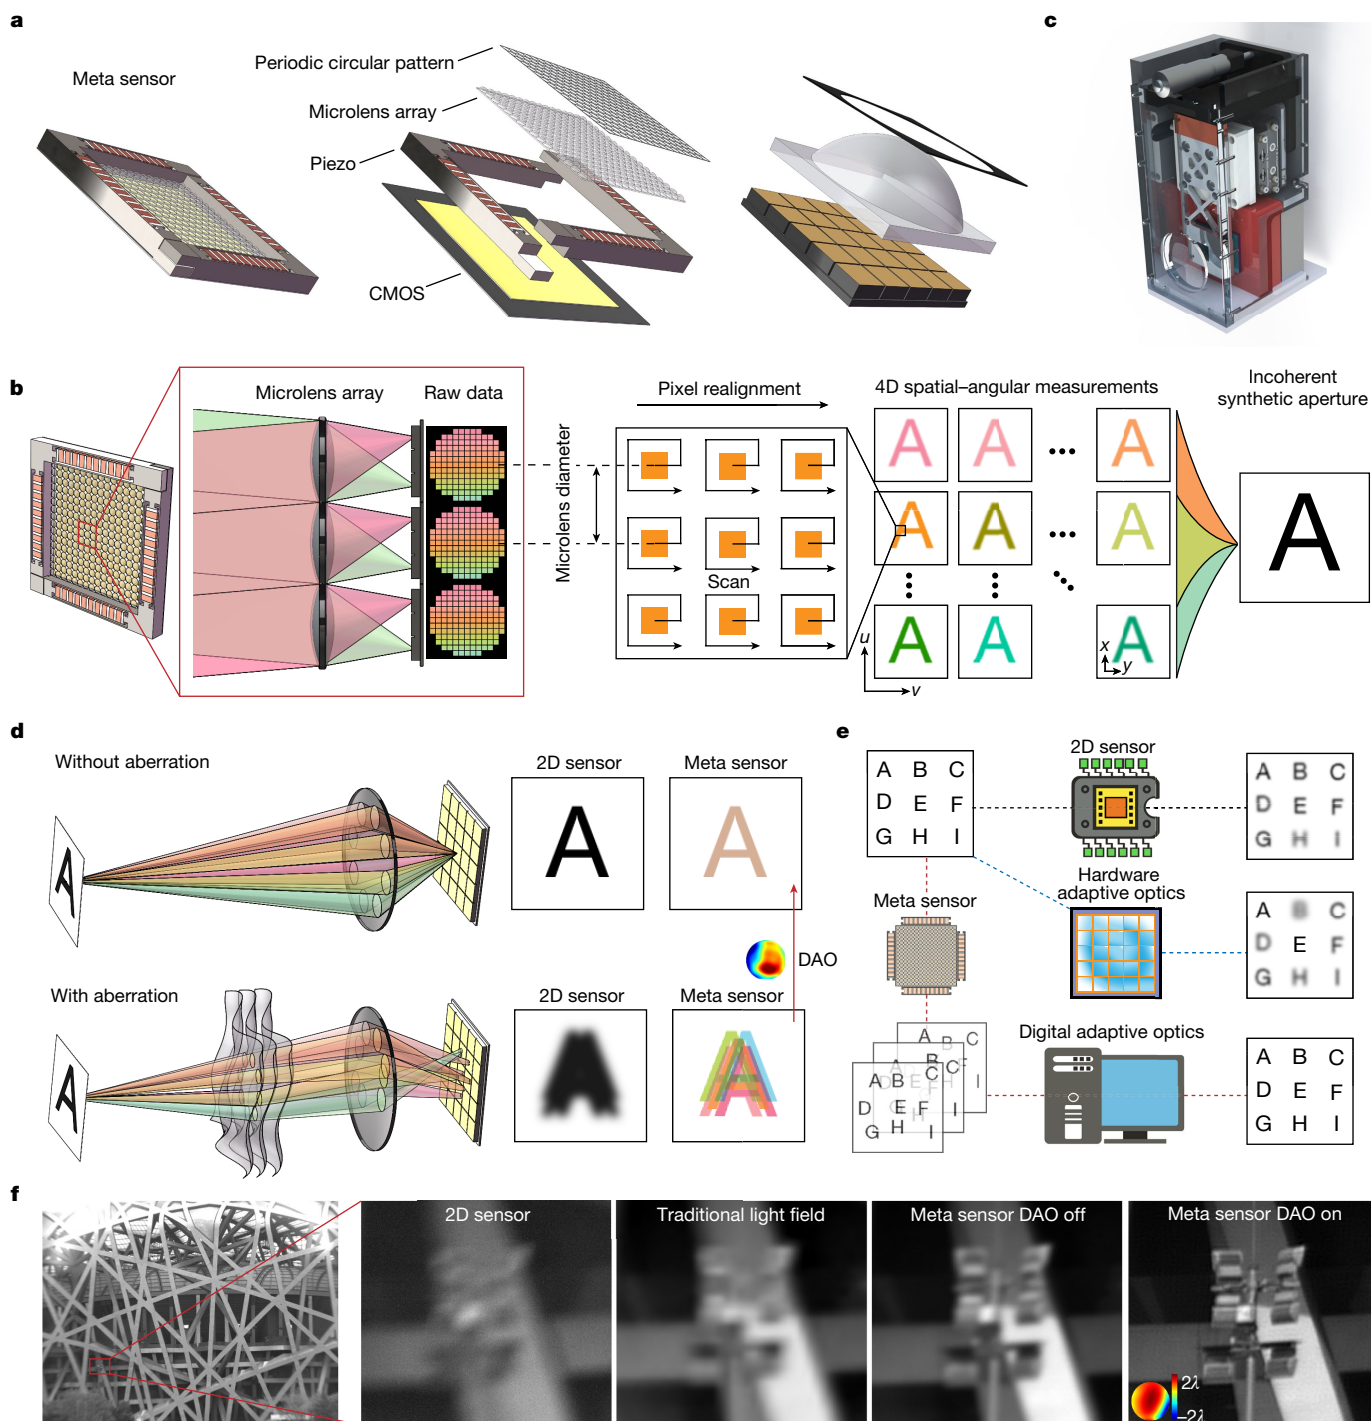 a
Meta sensor
Periodic circular pattern
Microlens array
Piezo
CMOS
c
b
Microlens array
Raw data
Microlens diameter
Pixel realignment
Scan
4D spatial–angular measurements
A A ••• A
A A ••• A
A A A
u
v
x
y
Incoherent
synthetic aperture
A
d
Without aberration
A
2D sensor
A
Meta sensor
A
DAO
With aberration
A
2D sensor
A
Meta sensor
A
e
A B C
D E F
G H I
2D sensor
A B C
D E F
G H I
Hardware
adaptive optics
A B C
D E F
G H I
Meta sensor
A B C
D E F
G H I
Digital adaptive optics
A B C
D E F
G H I
f
2D sensor
Traditional light field
Meta sensor DAO off
Meta sensor DAO on
2λ
–2λ